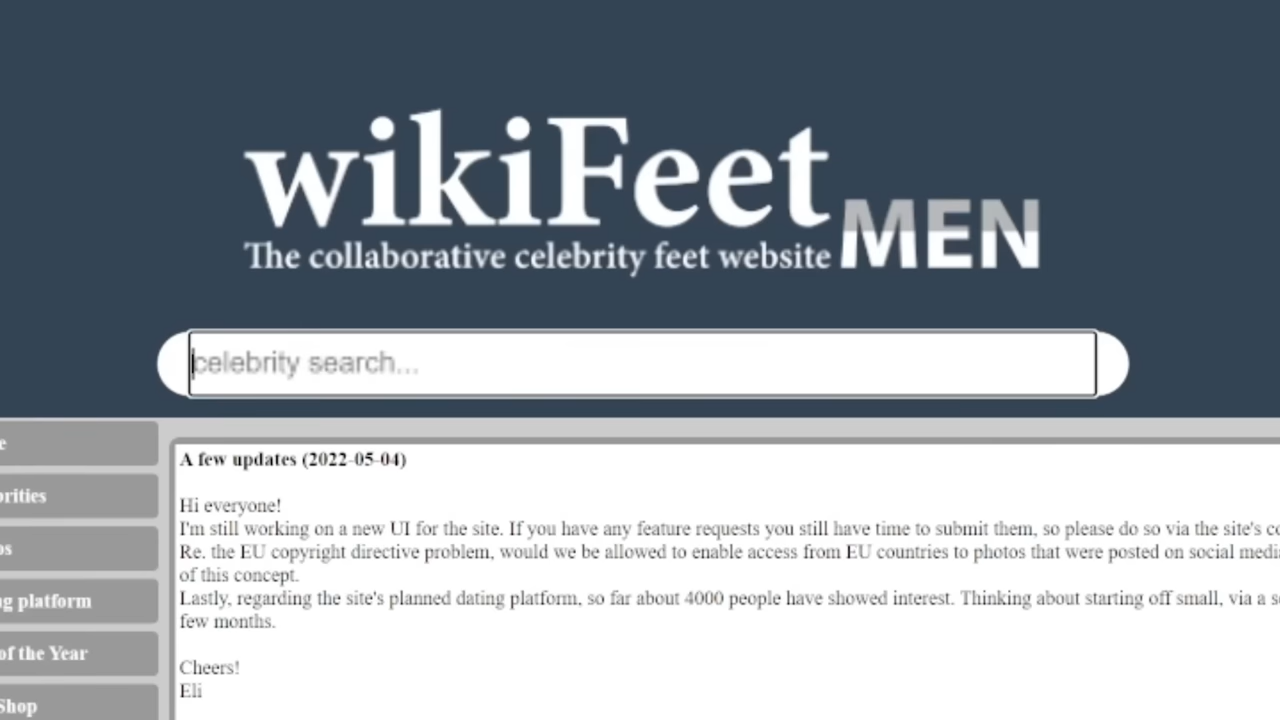 wikiFeet
MEN
The collaborative celebrity feet website
celebrity search...
A few updates (2022-05-04)
Hi everyone!
I'm still working on a new UI for the site. If you have any feature requests you still have time to submit them, so please do so via the site's
Re. the EU copyright directive problem, would we be allowed to enable access from EU countries to photos that were posted on social
of this concept.
Lastly, regarding the site's planned dating platform, so far about 4000 people have showed interest. Thinking about starting off small, via a
few months.
Cheers!
Eli
platform
of the Year
Shop